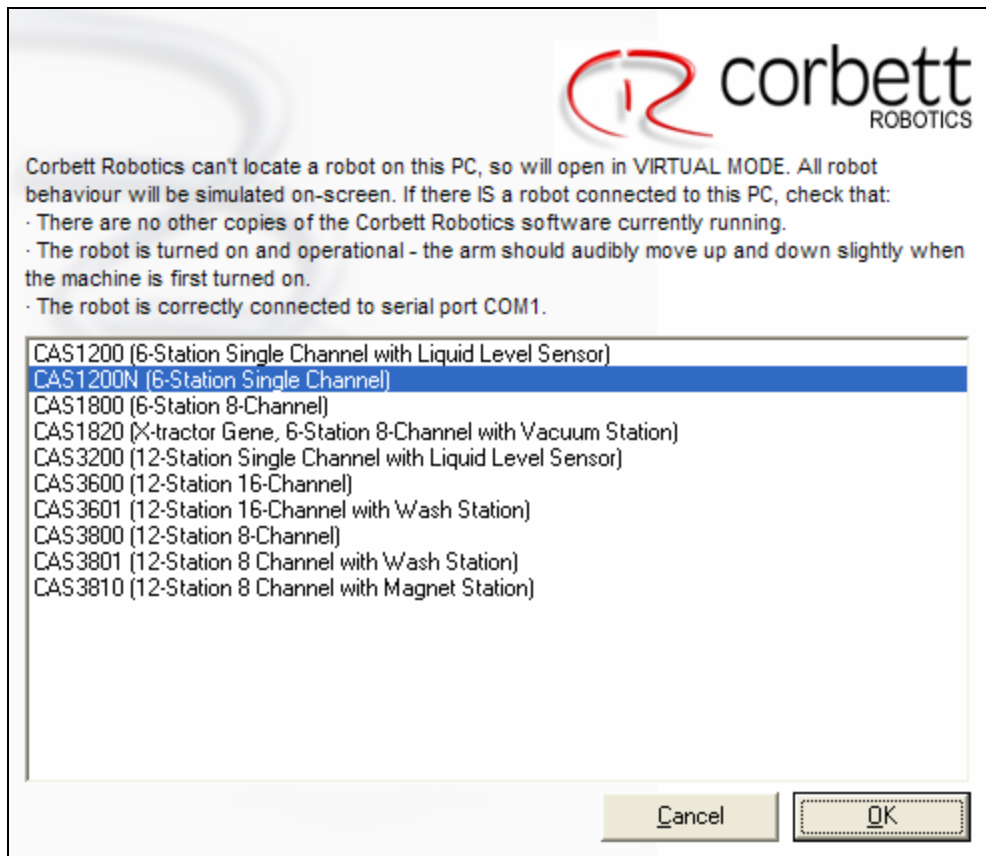 corbett
ROBOTICS
Corbett Robotics can't locate a robot on this PC, so will open in VIRTUAL MODE. All robot
behaviour will be simulated on-screen. If there IS a robot connected to this PC, check that:
· There are no other copies of the Corbett Robotics software currently running.
· The robot is turned on and operational - the arm should audibly move up and down slightly when
the machine is first turned on.
· The robot is correctly connected to serial port COM1.
CAS1200 (6-Station Single Channel with Liquid Level Sensor)
CAS1200N (6-Station Single Channel)
CAS1800 (6-Station 8-Channel)
CAS1820 (X-tractor Gene, 6-Station 8-Channel with Vacuum Station)
CAS3200 (12-Station Single Channel with Liquid Level Sensor)
CAS3600 (12-Station 16-Channel)
CAS3601 (12-Station 16-Channel with Wash Station)
CAS3800 (12-Station 8-Channel)
CAS3801 (12-Station 8 Channel with Wash Station)
CAS3810 (12-Station 8 Channel with Magnet Station)
Cancel OK